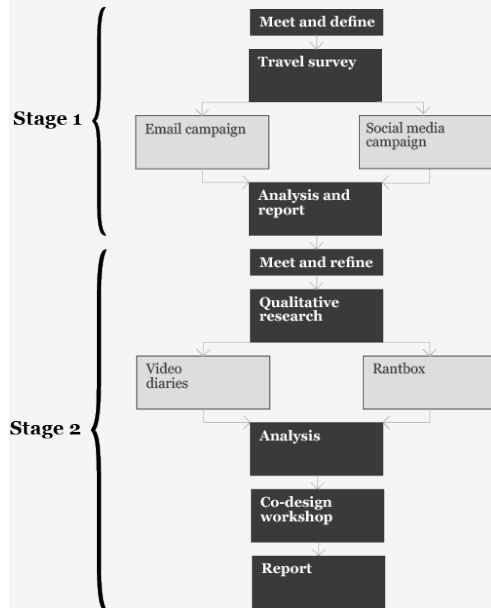 Meet and define
Travel survey
Stage 1
Email campaign
Social media
campaign
Analysis and
report
Meet and refine
Qualitative
research
Video
diaries
Rantbox
Stage 2
Analysis
Co-design
workshop
Report